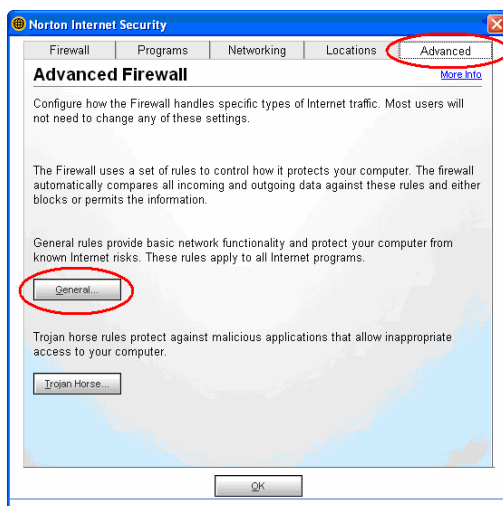 Norton Internet Security
Firewall Programs Networking Locations Advanced
Advanced Firewall More Info
Configure how the Firewall handles specific types of Internet traffic. Most users will
not need to change any of these settings.
The Firewall uses a set of rules to control how it protects your computer. The firewall
automatically compares all incoming and outgoing data against these rules and either
blocks or permits the information.
General rules provide basic network functionality and protect your computer from
known Internet risks. These rules apply to all Internet programs.
General...
Trojan horse rules protect against malicious applications that allow inappropriate
access to your computer.
Trojan Horse...
OK